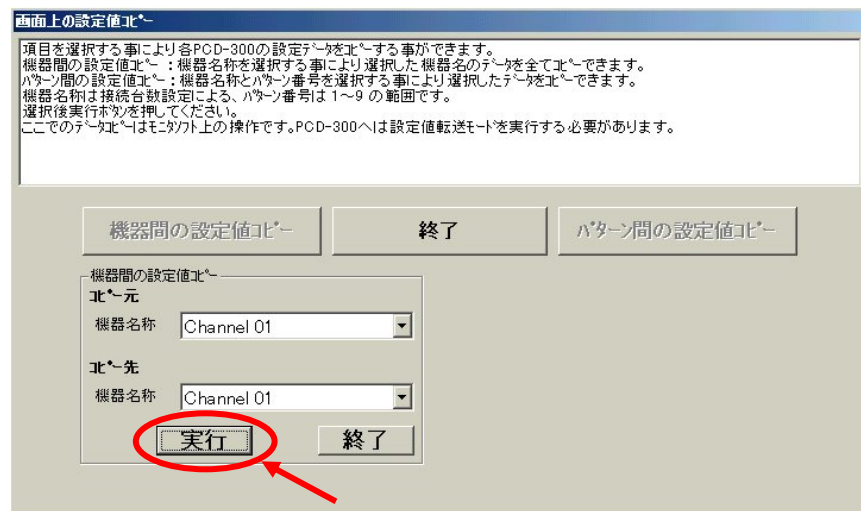 画面上の設定値ｺﾋﾟｰ
項目を選択する事により各PCD-300の設定ﾃﾞｰﾀをｺﾋﾟｰする事ができます。
機器間の設定値ｺﾋﾟｰ：機器名称を選択する事により選択した機器名のﾃﾞｰﾀを全てｺﾋﾟｰできます。
ﾊﾟﾀｰﾝ間の設定値ｺﾋﾟｰ：機器名称とﾊﾟﾀｰﾝ番号を選択する事により選択したﾃﾞｰﾀをｺﾋﾟｰできます。
機器名称は接続台数設定による、ﾊﾟﾀｰﾝ番号は１～９の範囲です。
選択後実行ﾎﾞﾀﾝを押してください。
ここでのﾃﾞｰﾀｺﾋﾟｰはﾓﾆﾀｿﾌﾄ上の操作です。PCD-300へは設定値転送ﾓｰﾄﾞを実行する必要があります。
機器間の設定値ｺﾋﾟｰ
終了
ﾊﾟﾀｰﾝ間の設定値ｺﾋﾟｰ
機器間の設定値ｺﾋﾟｰ
ｺﾋﾟｰ元
機器名称 Channel 01
ｺﾋﾟｰ先
機器名称 Channel 01
実行
終了